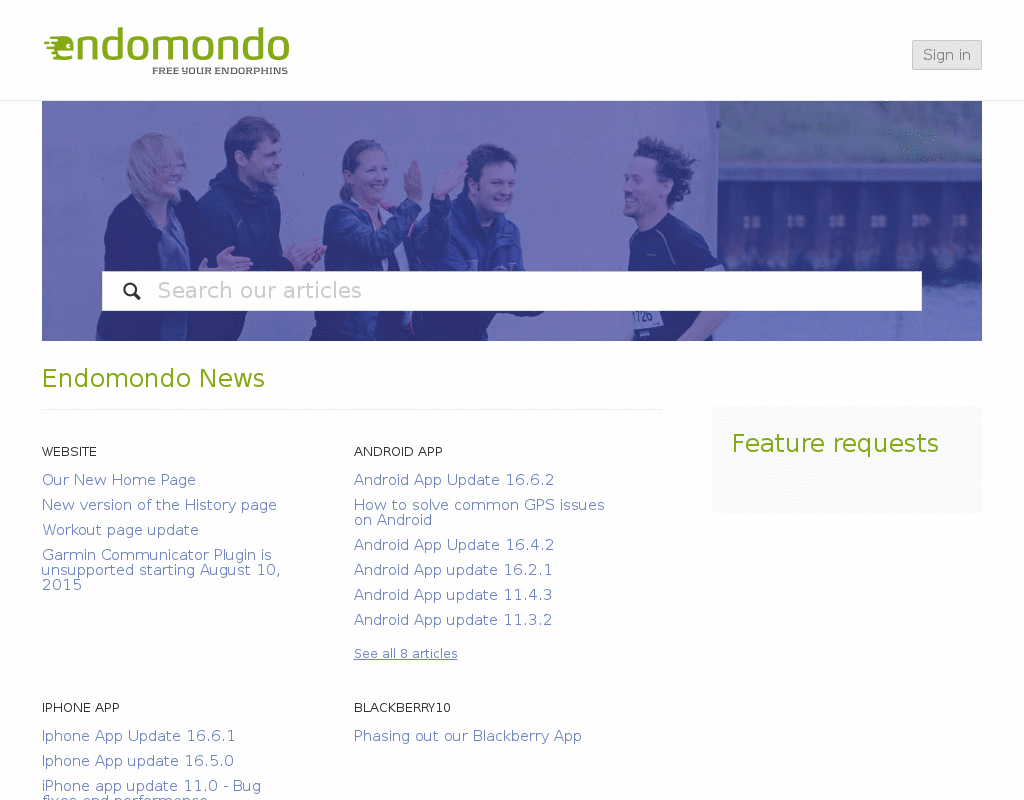 endomondo
FREE YOUR ENDORPHINS
Sign in
Search our articles
1726
Endomondo News
Feature requests
WEBSITE
Our New Home Page
New version of the History page
Workout page update
Garmin Communicator Plugin is
unsupported starting August 10,
2015
ANDROID APP
Android App Update 16.6.2
How to solve common GPS issues
on Android
Android App Update 16.4.2
Android App update 16.2.1
Android App update 11.4.3
Android App update 11.3.2
See all 8 articles
IPHONE APP
Iphone App Update 16.6.1
Iphone App update 16.5.0
iPhone app update 11.0 - Bug
fixes and performance
BLACKBERRY10
Phasing out our Blackberry App